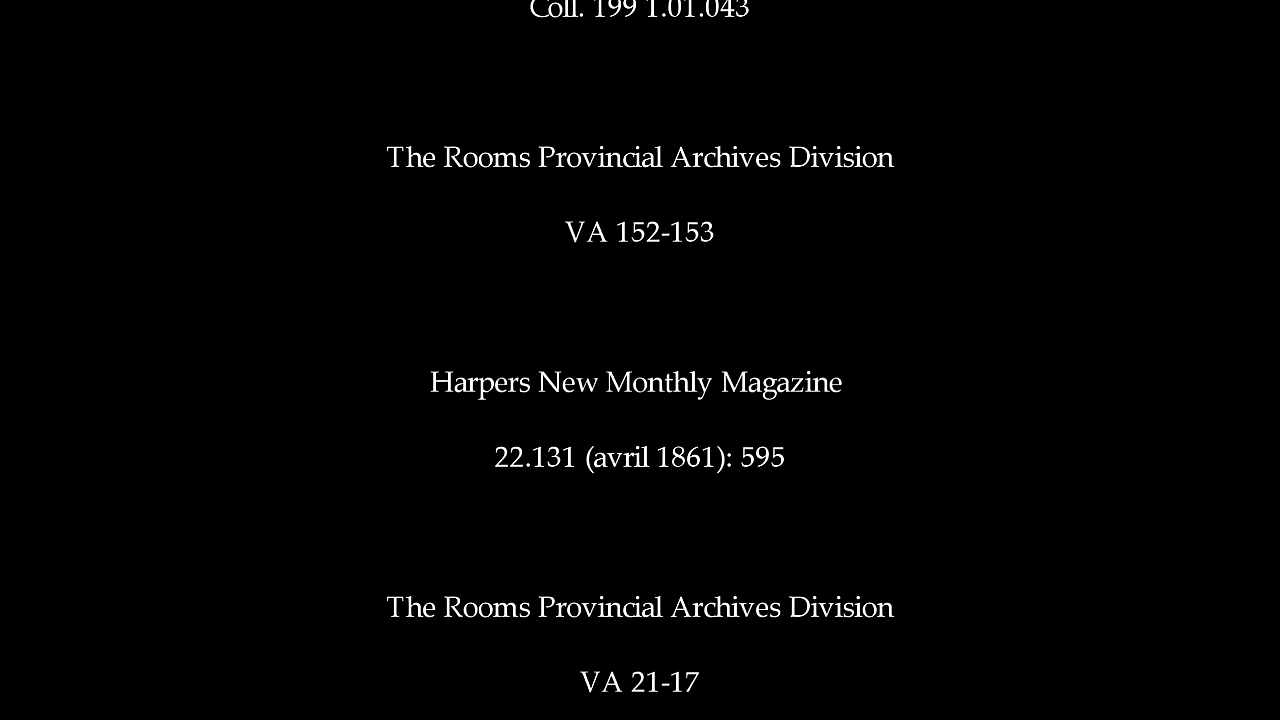 Coll. 199 1.01.043
The Rooms Provincial Archives Division
VA 152-153
Harpers New Monthly Magazine
22.131 (avril 1861): 595
The Rooms Provincial Archives Division
VA 21-17